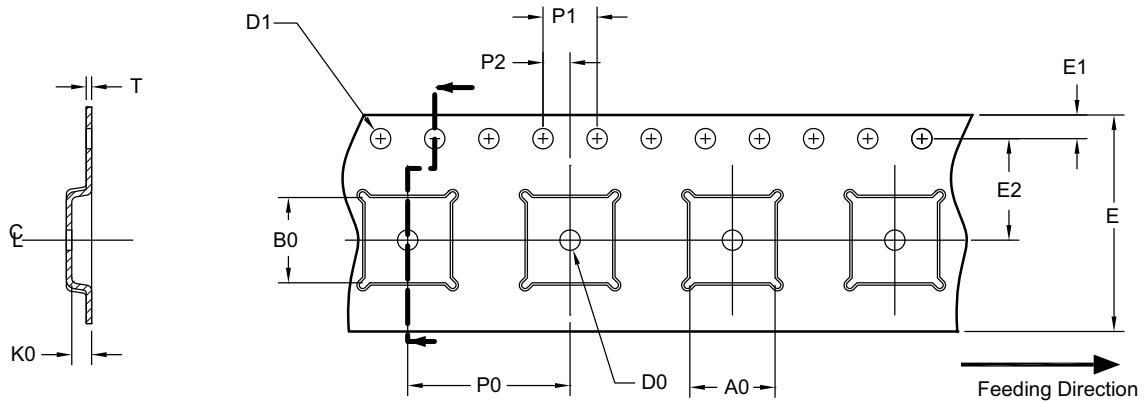 P1
D1
P2
T
E1
E2
E
B0
℄
K0
P0
D0
A0
Feeding Direction